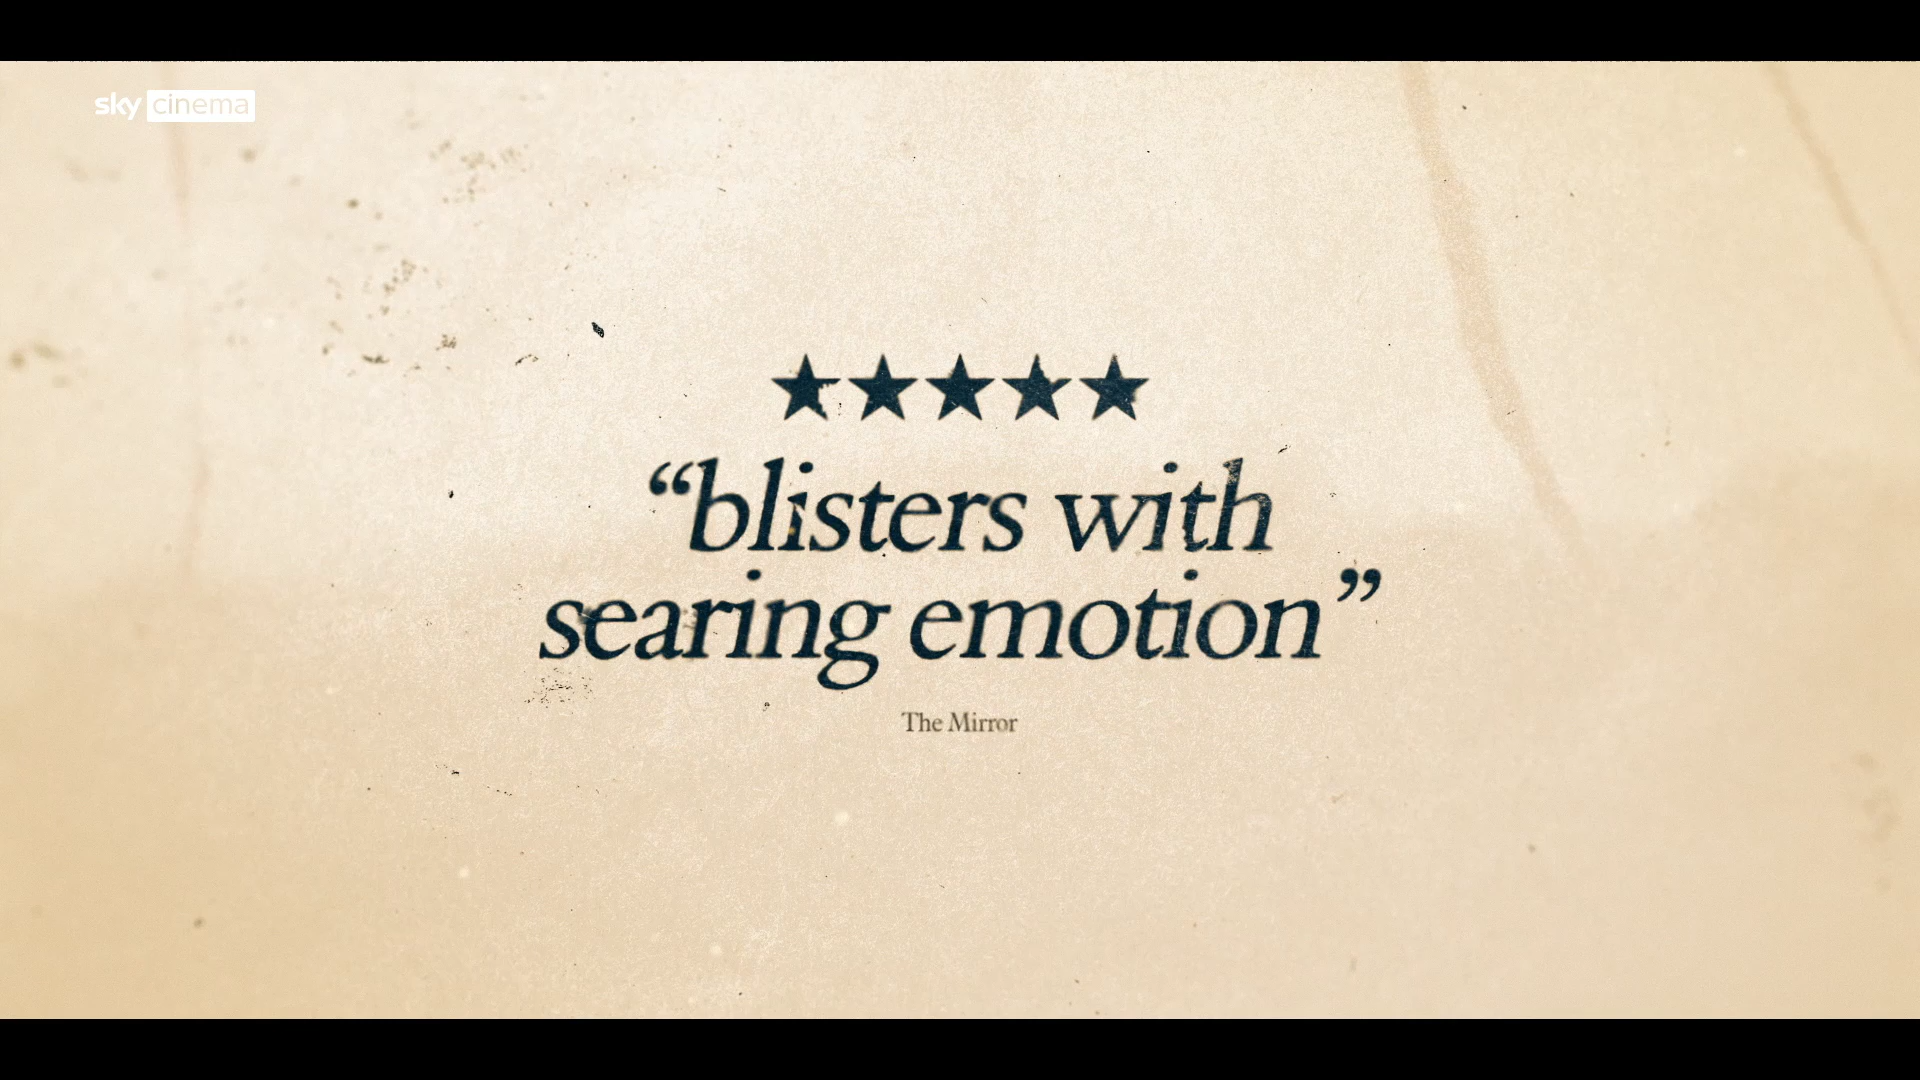 sky cinema
★★★★★
“blisters with
searing emotion”
The Mirror